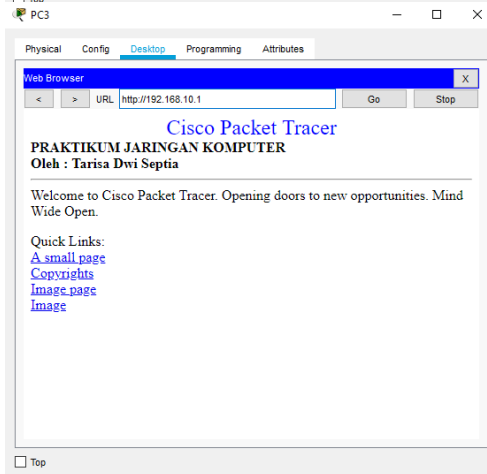 PC3
Physical Config Desktop Programming Attributes
Web Browser X
< > URL http://192.168.10.1 Go Stop
Cisco Packet Tracer
PRAKTIKUM JARINGAN KOMPUTER
Oleh : Tarisa Dwi Septia
Welcome to Cisco Packet Tracer. Opening doors to new opportunities. Mind
Wide Open.
Quick Links:
A small page
Copyrights
Image page
Image
Top